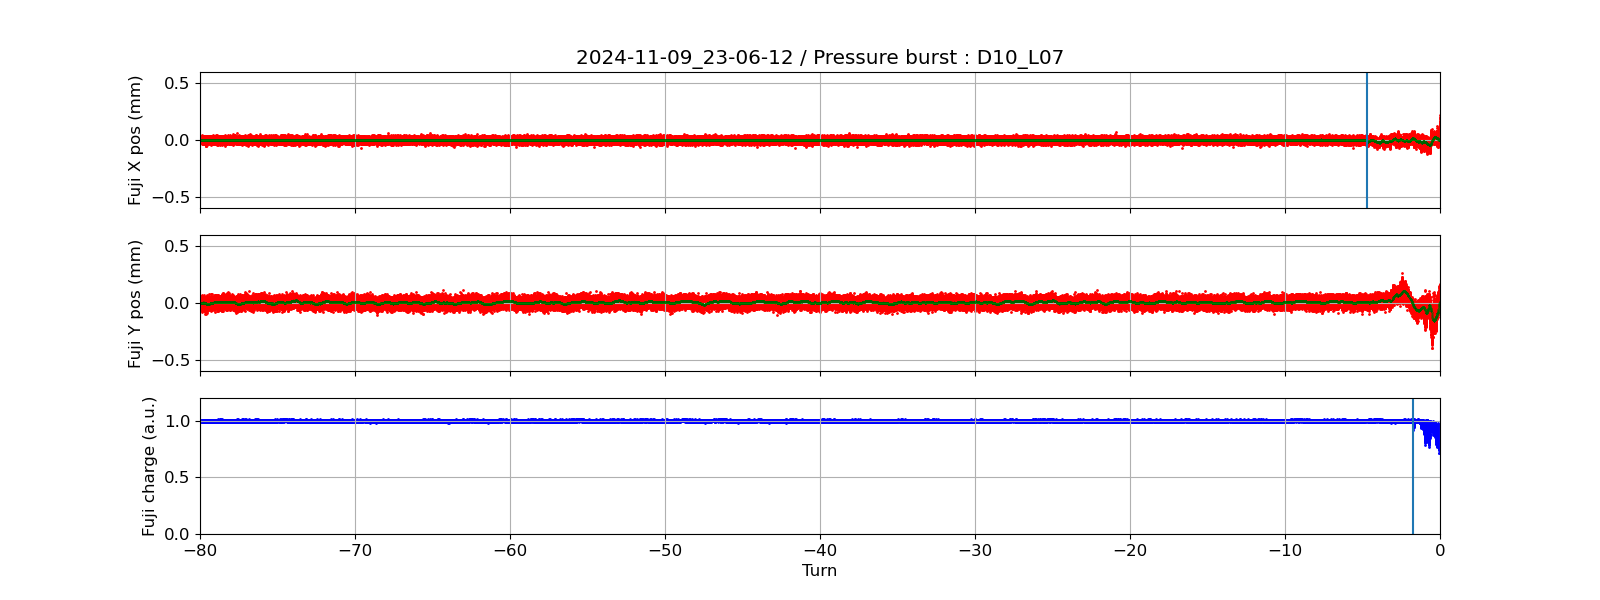 2024-11-09_23-06-12 / Pressure burst : D10_L07
Fuji X pos (mm)
0.5
0.0
−0.5
Fuji Y pos (mm)
0.5
0.0
−0.5
Fuji charge (a.u.)
1.0
0.5
0.0
−80 −70 −60 −50 −40 −30 −20 −10 0
Turn